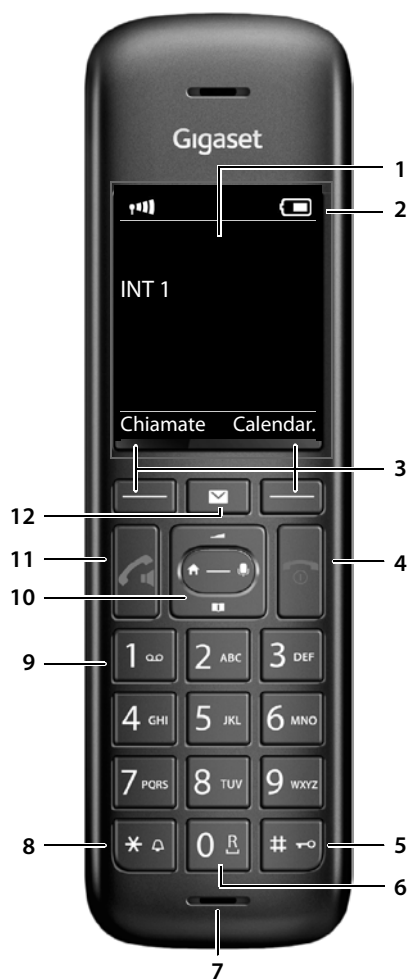 Gigaset
1
2
INT 1
Chiamate Calendar.
3
12
11
4
10
9
1 2 ABC 3 DEF
4 GHI 5 JKL 6 MNO
7 PQRS 8 TUV 9 WXYZ
8
* 0 R #
5
6
7